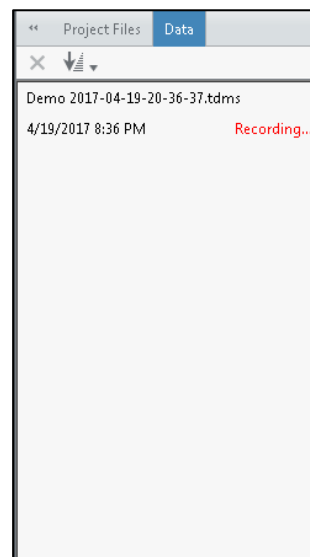 Project Files Data
Demo 2017-04-19-20-36-37.tdms
4/19/2017 8:36 PM Recording...